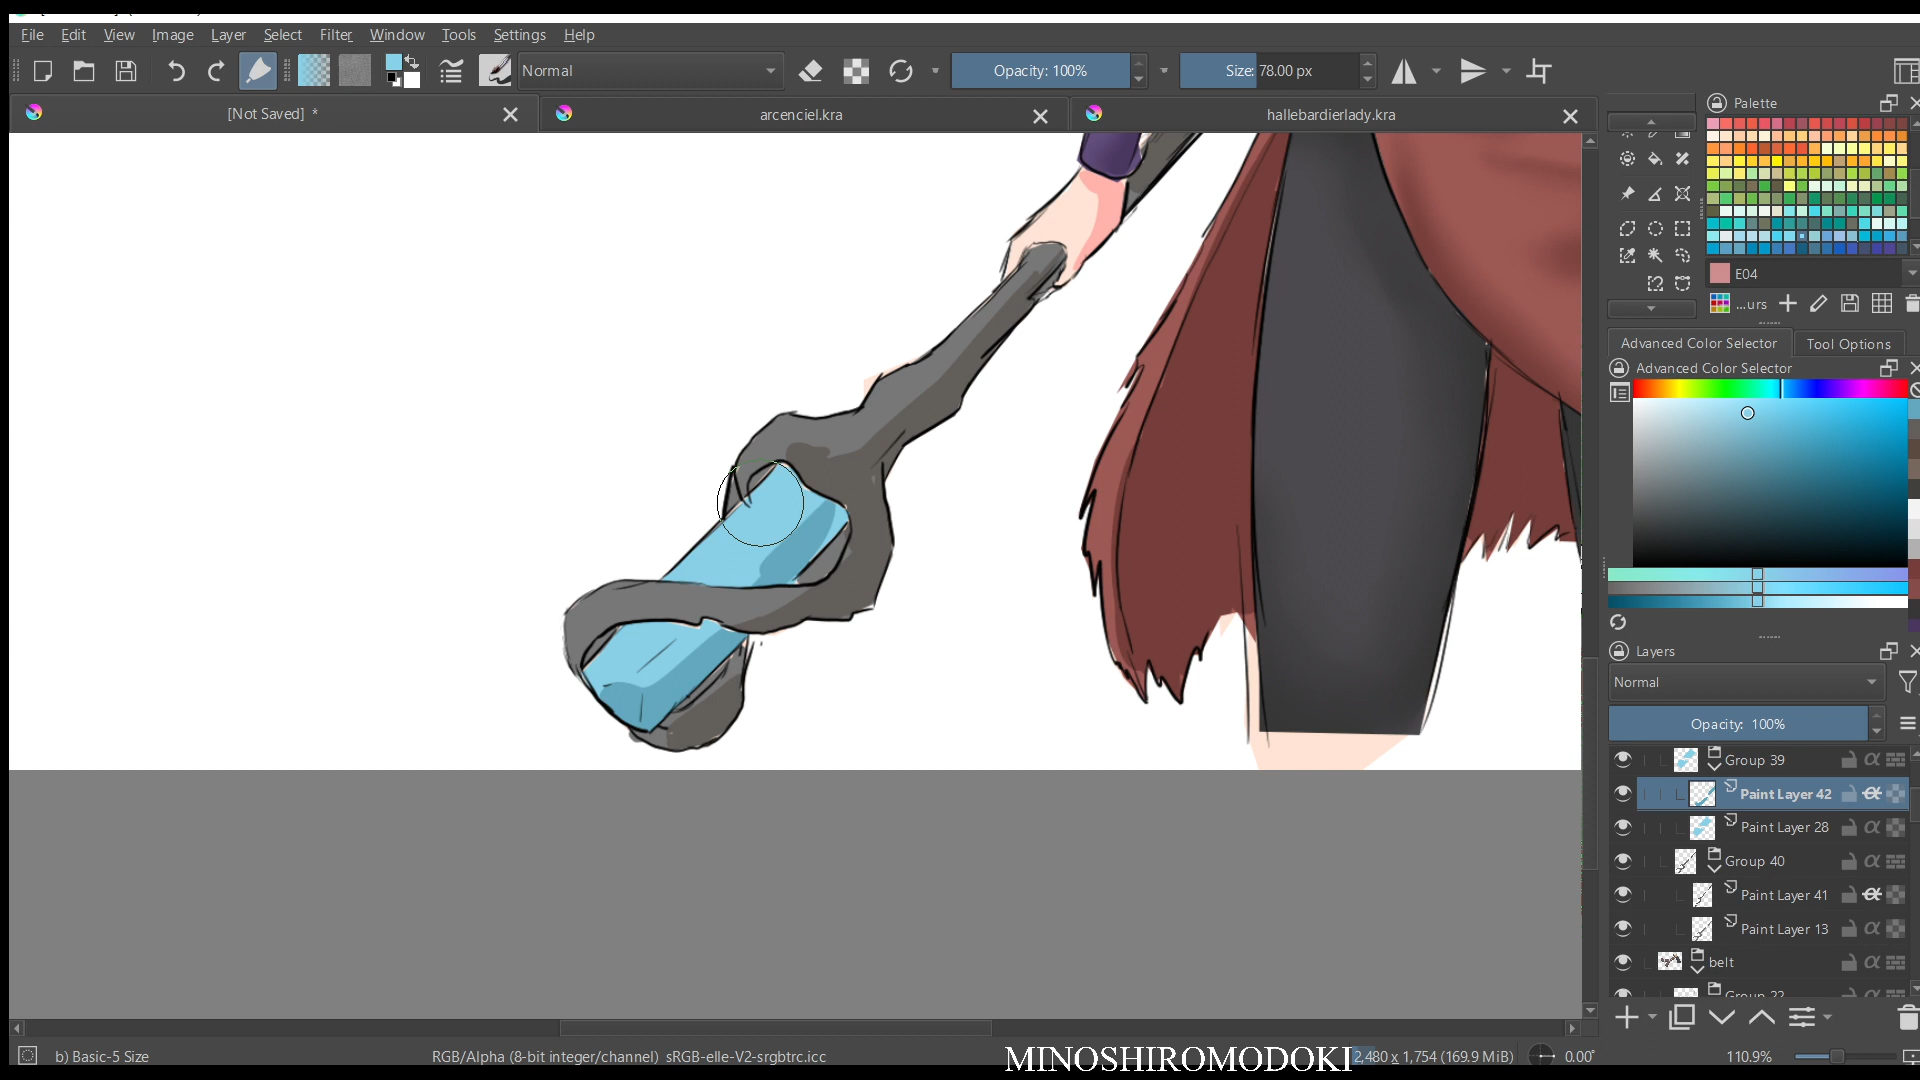 File Edit View Image Layer Select Filter Window Tools Settings Help
Normal
Opacity: 100%
Size: 78.00 px
[Not Saved] *
arcenciel.kra
hallebardierlady.kra
Palette
E04
...urs
Advanced Color Selector
Tool Options
Advanced Color Selector
Layers
Normal
Opacity: 100%
Group 39
Paint Layer 42
Paint Layer 28
Group 40
Paint Layer 41
Paint Layer 13
belt
Group 22
b) Basic-5 Size
RGB/Alpha (8-bit integer/channel) sRGB-elle-V2-srgbtrc.icc
MINOSHIROMODOKI
2,480 x 1,754 (169.9 MiB)
0.00°
110.9%